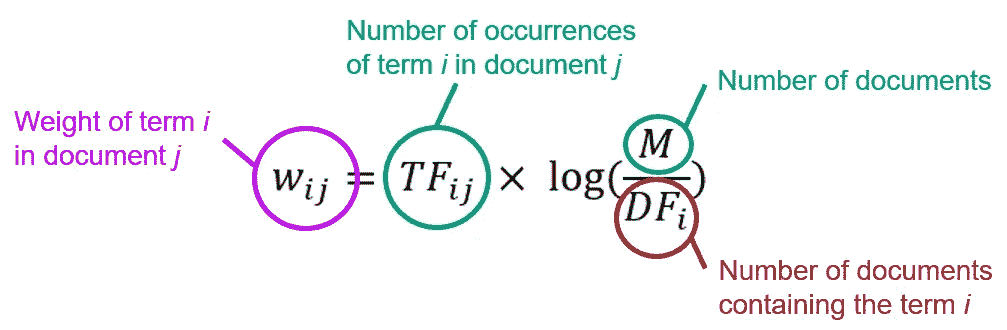 Number of occurrences
of term i in document j
Number of documents
Weight of term i
in document j
w_{ij} = TF_{ij} × log(\frac{M}{DF_i})
Number of documents
containing the term i